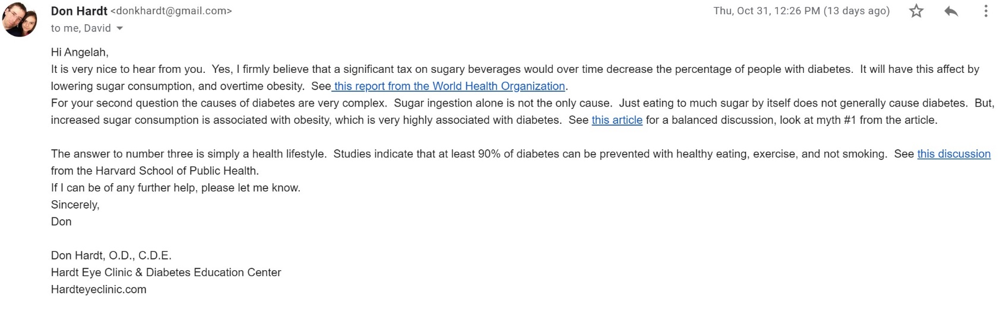 Don Hardt <donkhardt@gmail.com> Thu, Oct 31, 12:26 PM (13 days ago)
to me, David
Hi Angelah,
It is very nice to hear from you. Yes, I firmly believe that a significant tax on sugary beverages would over time decrease the percentage of people with diabetes. It will have this affect by
lowering sugar consumption, and overtime obesity. See this report from the World Health Organization.
For your second question the causes of diabetes are very complex. Sugar ingestion alone is not the only cause. Just eating to much sugar by itself does not generally cause diabetes. But,
increased sugar consumption is associated with obesity, which is very highly associated with diabetes. See this article for a balanced discussion, look at myth #1 from the article.
The answer to number three is simply a health lifestyle. Studies indicate that at least 90% of diabetes can be prevented with healthy eating, exercise, and not smoking. See this discussion
from the Harvard School of Public Health.
If I can be of any further help, please let me know.
Sincerely,
Don
Don Hardt, O.D., C.D.E.
Hardt Eye Clinic & Diabetes Education Center
Hardteyeclinic.com